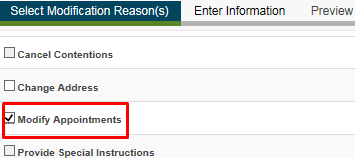 Select Modification Reason(s) Enter Information Preview
Cancel Contentions
Change Address
Modify Appointments
Provide Special Instructions